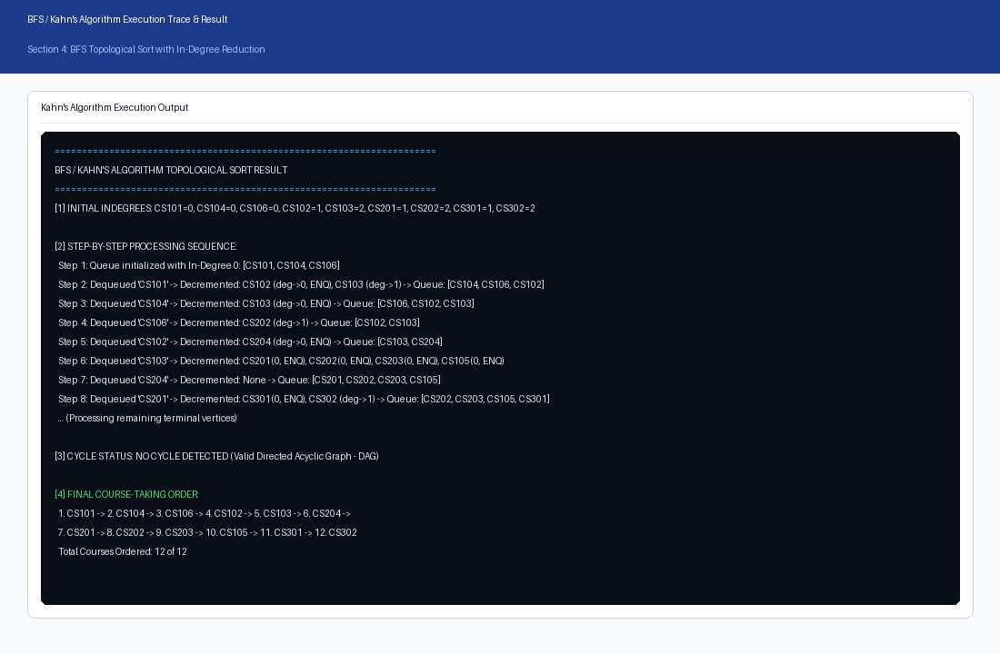 BFS / Kahn's Algorithm Execution Trace & Result
Section 4: BFS Topological Sort with In-Degree Reduction
Kahn's Algorithm Execution Output
======================================================================
BFS / KAHN'S ALGORITHM TOPOLOGICAL SORT RESULT
======================================================================
[1] INITIAL INDEGREES: CS101=0, CS104=0, CS106=0, CS102=1, CS103=2, CS201=1, CS202=2, CS301=1, CS302=2
[2] STEP-BY-STEP PROCESSING SEQUENCE:
Step 1: Queue initialized with In-Degree 0: [CS101, CS104, CS106]
Step 2: Dequeued 'CS101' -> Decremented: CS102 (deg->0, ENQ), CS103 (deg->1) -> Queue: [CS104, CS106, CS102]
Step 3: Dequeued 'CS104' -> Decremented: CS103 (deg->0, ENQ) -> Queue: [CS106, CS102, CS103]
Step 4: Dequeued 'CS106' -> Decremented: CS202 (deg->1) -> Queue: [CS102, CS103]
Step 5: Dequeued 'CS102' -> Decremented: CS204 (deg->0, ENQ) -> Queue: [CS103, CS204]
Step 6: Dequeued 'CS103' -> Decremented: CS201(0, ENQ), CS202(0, ENQ), CS203(0, ENQ), CS105(0, ENQ)
Step 7: Dequeued 'CS204' -> Decremented: None -> Queue: [CS201, CS202, CS203, CS105]
Step 8: Dequeued 'CS201' -> Decremented: CS301(0, ENQ), CS302 (deg->1) -> Queue: [CS202, CS203, CS105, CS301]
... (Processing remaining terminal vertices)
[3] CYCLE STATUS: NO CYCLE DETECTED (Valid Directed Acyclic Graph - DAG)
[4] FINAL COURSE-TAKING ORDER:
1. CS101 -> 2. CS104 -> 3. CS106 -> 4. CS102 -> 5. CS103 -> 6. CS204 ->
7. CS201 -> 8. CS202 -> 9. CS203 -> 10. CS105 -> 11. CS301 -> 12. CS302
Total Courses Ordered: 12 of 12